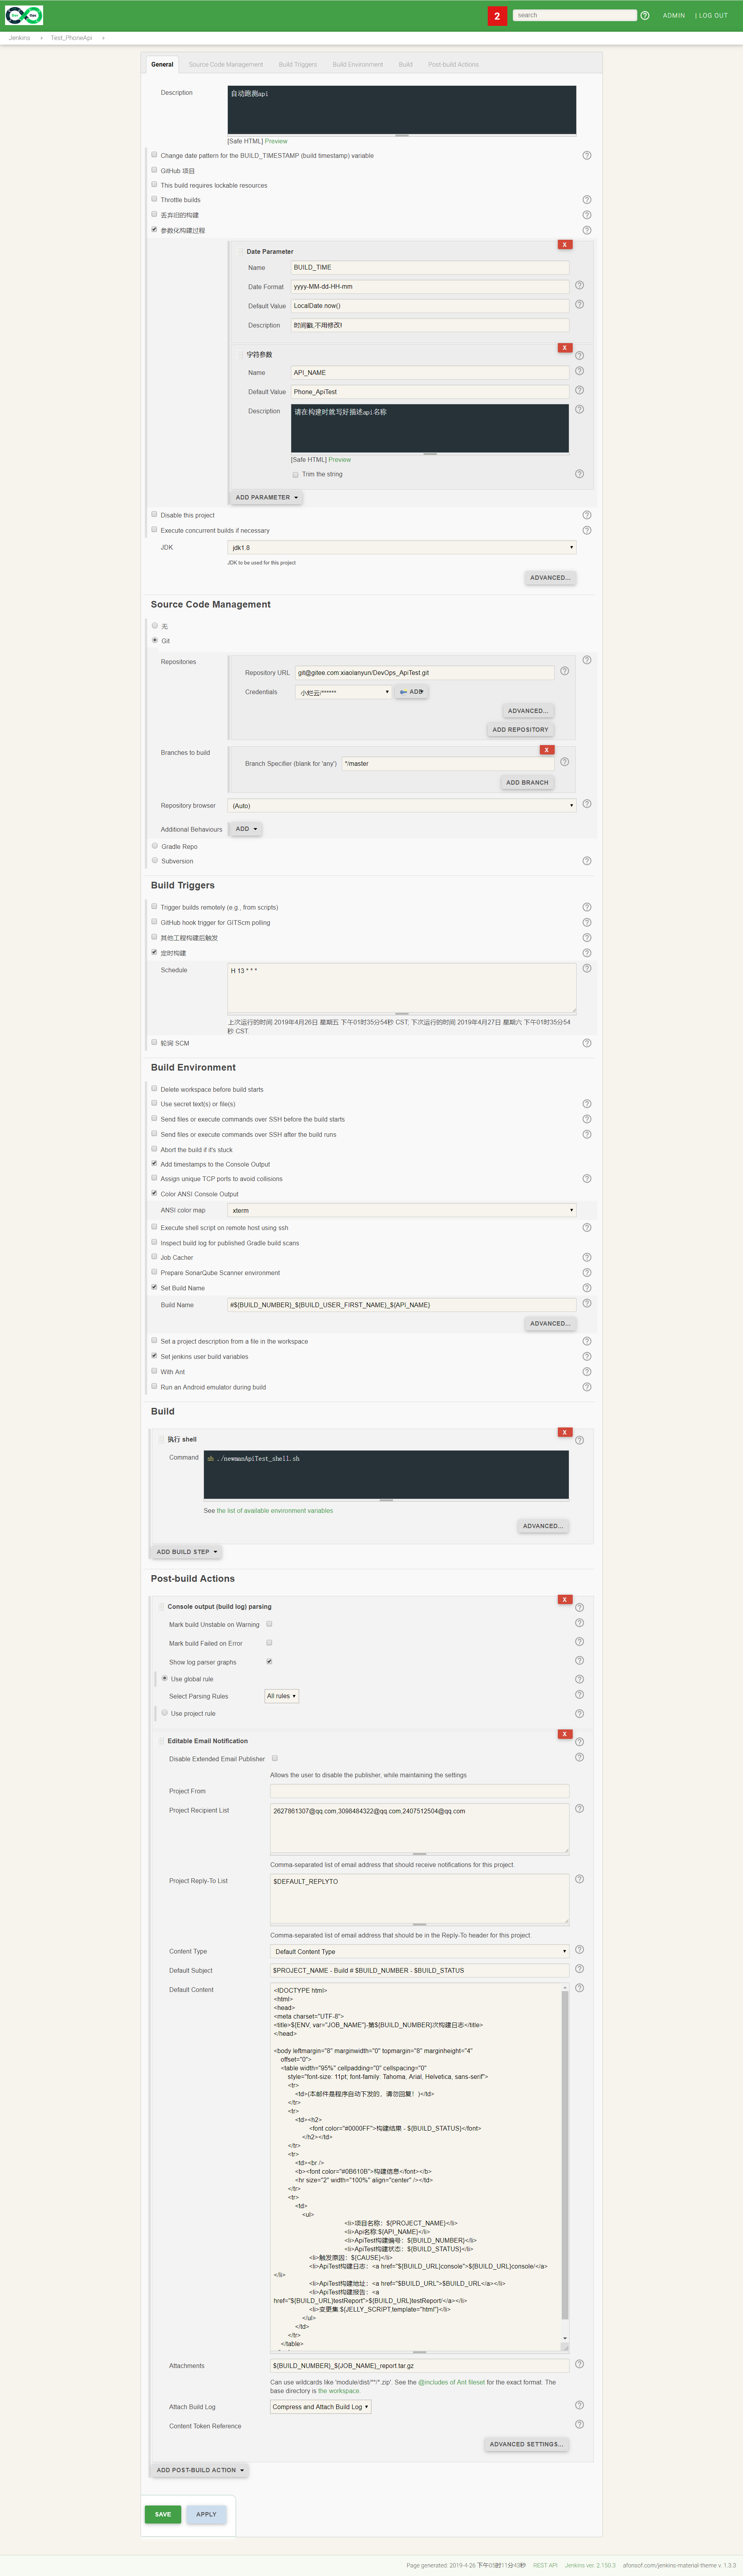 2
search
ADMIN
| LOG OUT
Jenkins
Test_PhoneApi
General
Source Code Management
Build Triggers
Build Environment
Build
Post-build Actions
Description
自动跑测api
[Safe HTML] Preview
Change date pattern for the BUILD_TIMESTAMP (build timestamp) variable
GitHub 项目
This build requires lockable resources
Throttle builds
丢弃旧的构建
参数化构建过程
X
Date Parameter
Name
BUILD_TIME
Date Format
yyyy-MM-dd-HH-mm
Default Value
LocalDate.now()
Description
时间戳,不用修改!
X
字符参数
Name
API_NAME
Default Value
Phone_ApiTest
Description
请在构建时就写好描述api名称
[Safe HTML] Preview
Trim the string
ADD PARAMETER
Disable this project
Execute concurrent builds if necessary
JDK
jdk1.8
JDK to be used for this project
ADVANCED...
Source Code Management
无
Git
Repositories
Repository URL
git@gitee.com:xiaolanyun/DevOps_ApiTest.git
Credentials
小烂云/******
ADD
ADVANCED...
ADD REPOSITORY
Branches to build
X
Branch Specifier (blank for 'any')
*/master
ADD BRANCH
Repository browser
(Auto)
Additional Behaviours
ADD
Gradle Repo
Subversion
Build Triggers
Trigger builds remotely (e.g., from scripts)
GitHub hook trigger for GITScm polling
其他工程构建后触发
定时构建
Schedule
H 13 * * *
上次运行的时间 2019年4月26日 星期五 下午01时35分54秒 CST; 下次运行的时间 2019年4月27日 星期六 下午01时35分54
秒 CST.
轮询 SCM
Build Environment
Delete workspace before build starts
Use secret text(s) or file(s)
Send files or execute commands over SSH before the build starts
Send files or execute commands over SSH after the build runs
Abort the build if it's stuck
Add timestamps to the Console Output
Assign unique TCP ports to avoid collisions
Color ANSI Console Output
ANSI color map
xterm
Execute shell script on remote host using ssh
Inspect build log for published Gradle build scans
Job Cacher
Prepare SonarQube Scanner environment
Set Build Name
Build Name
#${BUILD_NUMBER}_${BUILD_USER_FIRST_NAME}_${API_NAME}
ADVANCED...
Set a project description from a file in the workspace
Set jenkins user build variables
With Ant
Run an Android emulator during build
Build
X
执行 shell
Command
sh ./newmanApiTest_shell.sh
See the list of available environment variables
ADVANCED...
ADD BUILD STEP
Post-build Actions
X
Console output (build log) parsing
Mark build Unstable on Warning
Mark build Failed on Error
Show log parser graphs
Use global rule
Select Parsing Rules
All rules
Use project rule
X
Editable Email Notification
Disable Extended Email Publisher
Allows the user to disable the publisher, while maintaining the settings
Project From
Project Recipient List
2627861307@qq.com,3098484322@qq.com,2407512504@qq.com
Comma-separated list of email address that should receive notifications for this project.
Project Reply-To List
$DEFAULT_REPLYTO
Comma-separated list of email address that should be in the Reply-To header for this project.
Content Type
Default Content Type
Default Subject
$PROJECT_NAME - Build # $BUILD_NUMBER - $BUILD_STATUS
Default Content
<!DOCTYPE html>
<html>
<head>
<meta charset="UTF-8">
<title>${ENV, var="JOB_NAME"}-第${BUILD_NUMBER}次构建日志</title>
</head>
<body leftmargin="8" marginwidth="0" topmargin="8" marginheight="4"
offset="0">
<table width="95%" cellpadding="0" cellspacing="0"
style="font-size: 11pt; font-family: Tahoma, Arial, Helvetica, sans-serif">
<tr>
<td>(本邮件是程序自动下发的，请勿回复！)</td>
</tr>
<tr>
<td><h2>
<font color="#0000FF">构建结果 - ${BUILD_STATUS}</font>
</h2></td>
</tr>
<tr>
<td><br />
<b><font color="#0B610B">构建信息</font></b>
<hr size="2" width="100%" align="center" /></td>
</tr>
<tr>
<td>
<ul>
<li>项目名称：${PROJECT_NAME}</li>
<li>Api名称:${API_NAME}</li>
<li>ApiTest构建编号：${BUILD_NUMBER}</li>
<li>ApiTest构建状态：${BUILD_STATUS}</li>
<li>触发原因：${CAUSE}</li>
<li>ApiTest构建日志：<a href="${BUILD_URL}console">${BUILD_URL}console/</a>
</li>
<li>ApiTest构建地址：<a href="$BUILD_URL">$BUILD_URL</a></li>
<li>ApiTest构建报告：<a
href="${BUILD_URL}testReport">${BUILD_URL}testReport/</a></li>
<li>变更集:${JELLY_SCRIPT,template="html"}</li>
</ul>
</td>
</tr>
</table>
Attachments
${BUILD_NUMBER}_${JOB_NAME}_report.tar.gz
Can use wildcards like 'module/dist/**/*.zip'. See the @includes of Ant fileset for the exact format. The
base directory is the workspace.
Attach Build Log
Compress and Attach Build Log
Content Token Reference
ADVANCED SETTINGS...
ADD POST-BUILD ACTION
SAVE
APPLY
Page generated: 2019-4-26 下午05时11分43秒
REST API
Jenkins ver. 2.150.3
afonsof.com/jenkins-material-theme v. 1.3.3